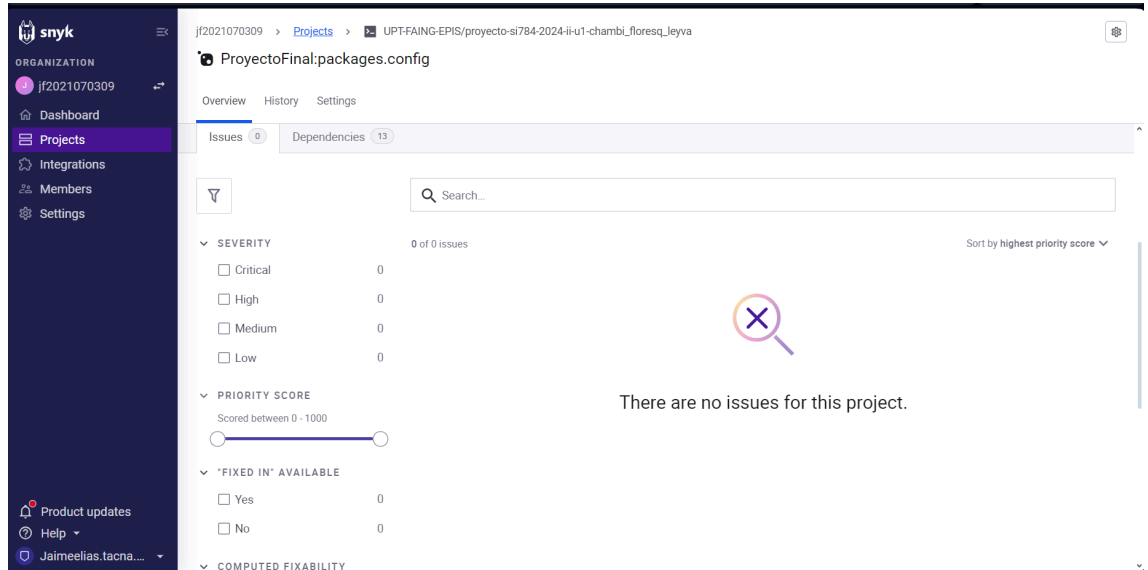 snyk
jf2021070309 > Projects > UPT-FAING-EPIS/proyecto-si784-2024-ii-u1-chambi_floresq_leyva
ORGANIZATION
J jf2021070309
Dashboard
Projects
Integrations
Members
Settings
Product updates
Help
Jaimeelias.tacna....
ProyectoFinal:packages.config
Overview History Settings
Issues 0 Dependencies 13
Search...
SEVERITY
Critical 0
High 0
Medium 0
Low 0
PRIORITY SCORE
Scored between 0 - 1000
"FIXED IN" AVAILABLE
Yes 0
No 0
COMPUTED FIXABILITY
0 of 0 issues Sort by highest priority score
There are no issues for this project.